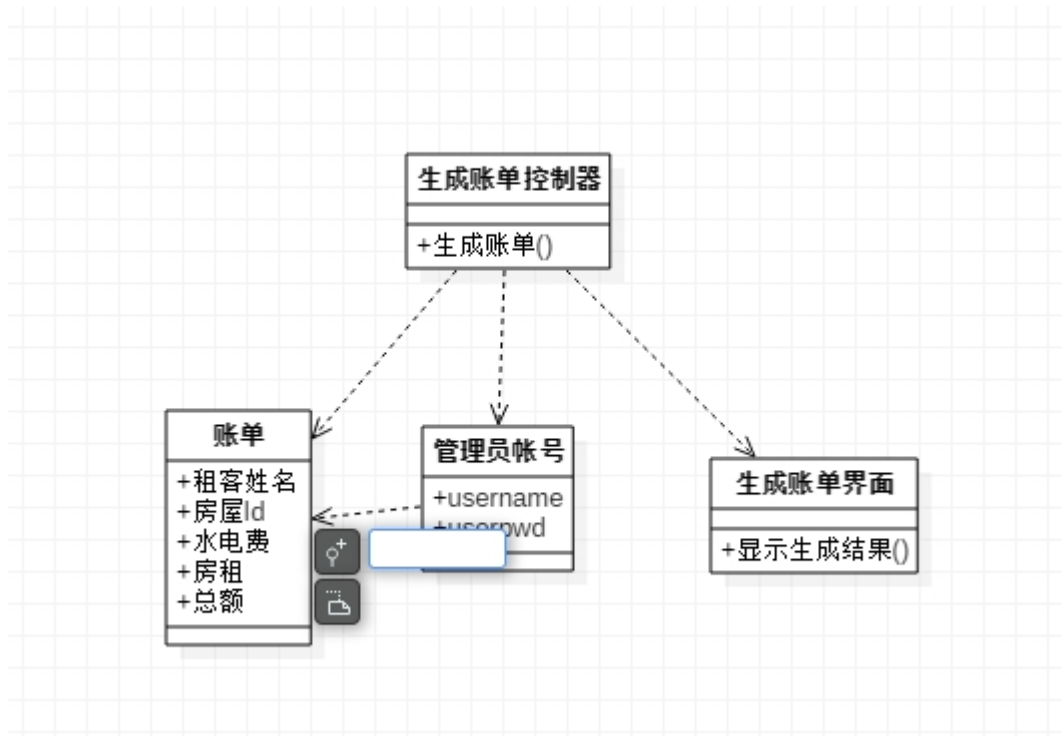 生成账单控制器
+生成账单()
账单
+租客姓名
+房屋Id
+水电费
+房租
+总额
管理员帐号
+username
+userpwd
生成账单界面
+显示生成结果()